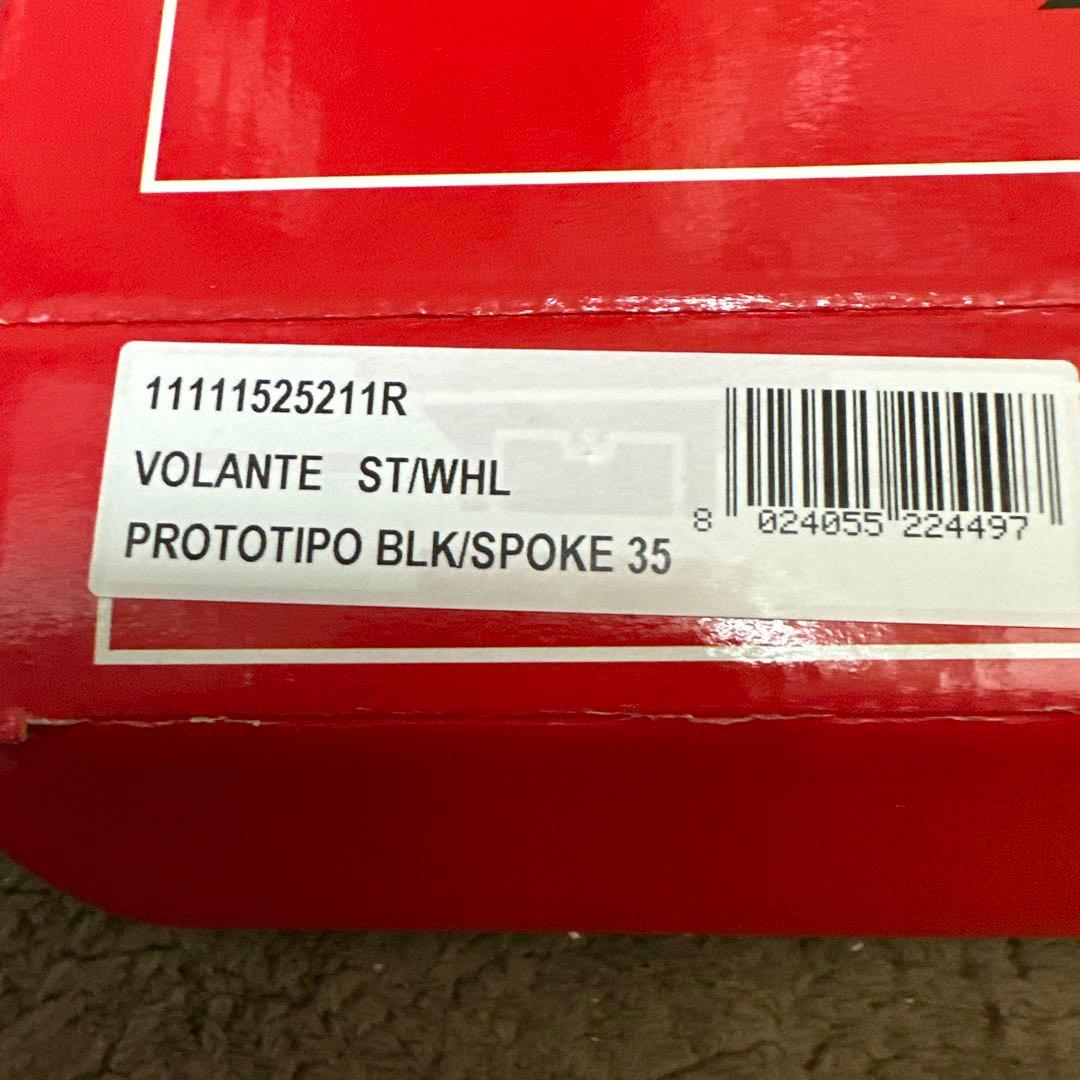 11111525211R
VOLANTE ST/WHL
PROTOTIPO BLK/SPOKE 35
8 024055 224497